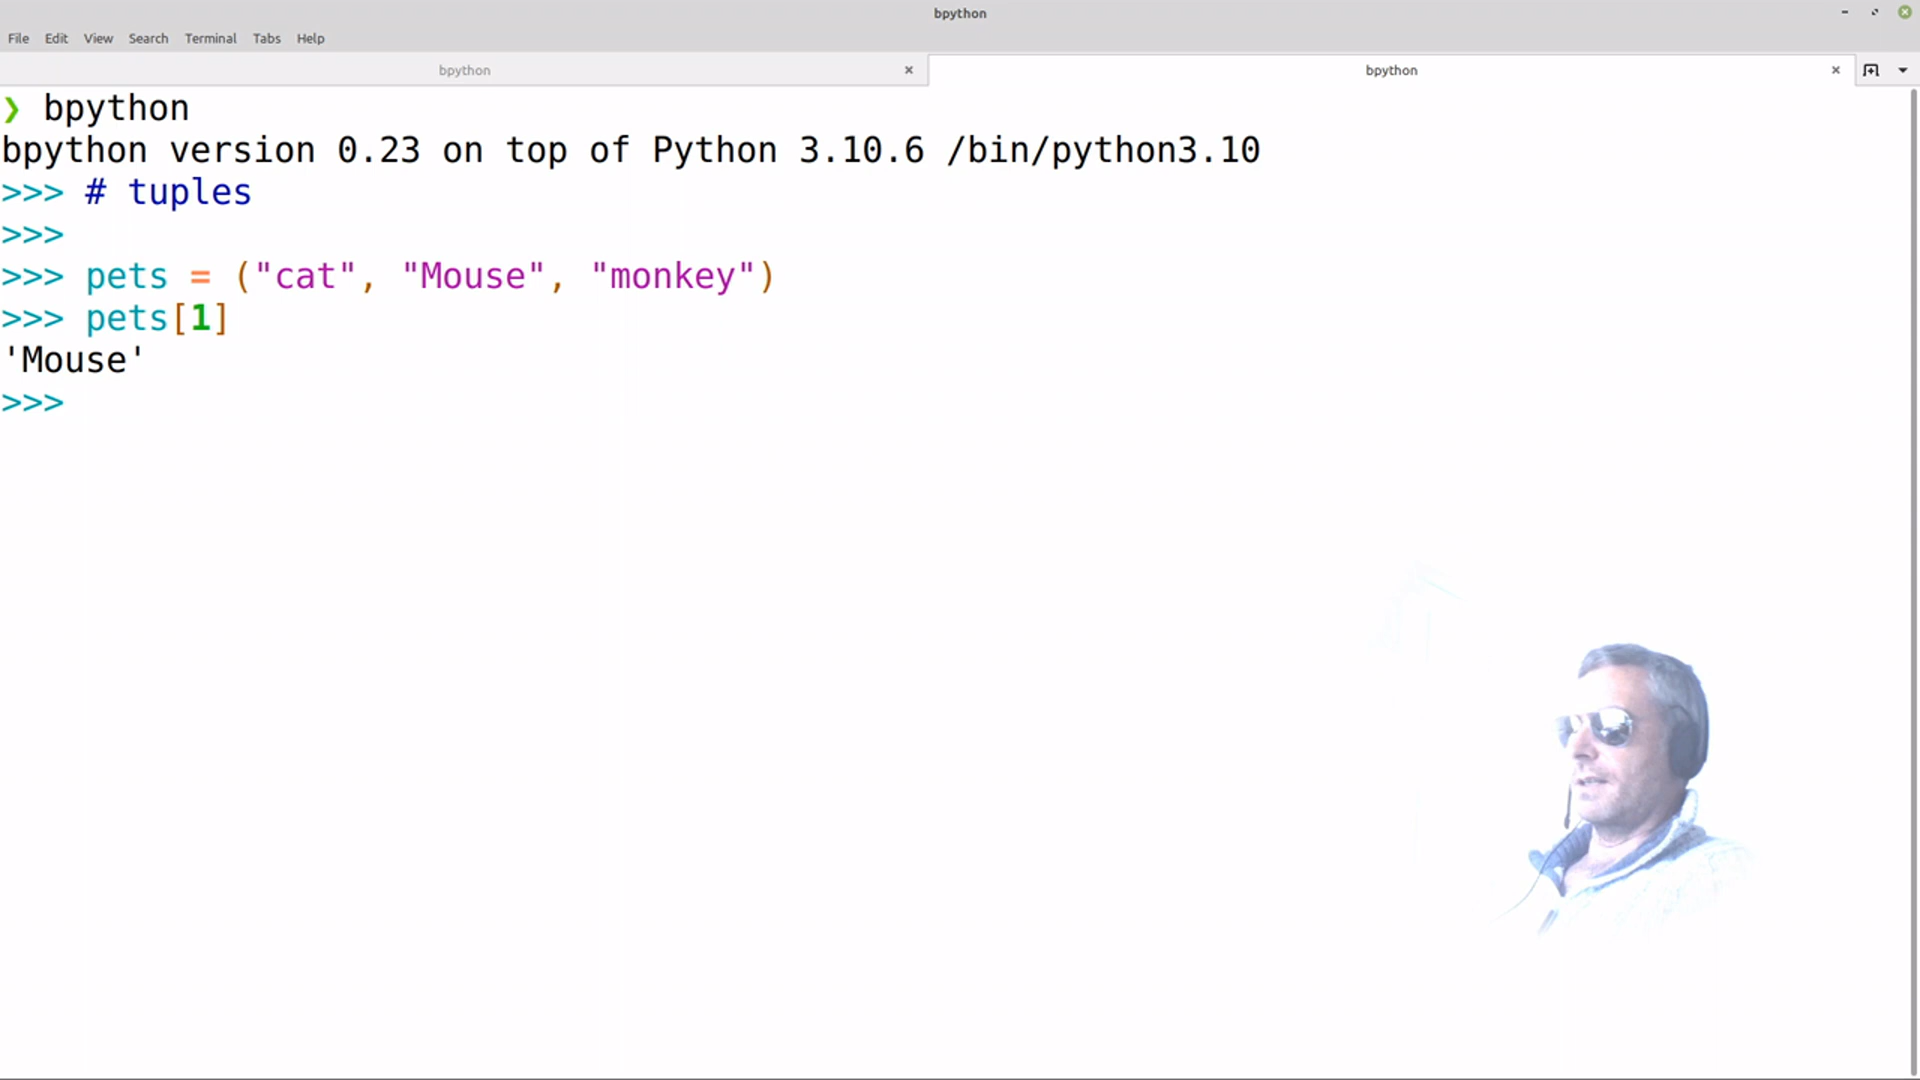 bpython
File Edit View Search Terminal Tabs Help
bpython × bpython ×
❯ bpython
bpython version 0.23 on top of Python 3.10.6 /bin/python3.10
>>> # tuples
>>>
>>> pets = ("cat", "Mouse", "monkey")
>>> pets[1]
'Mouse'
>>>